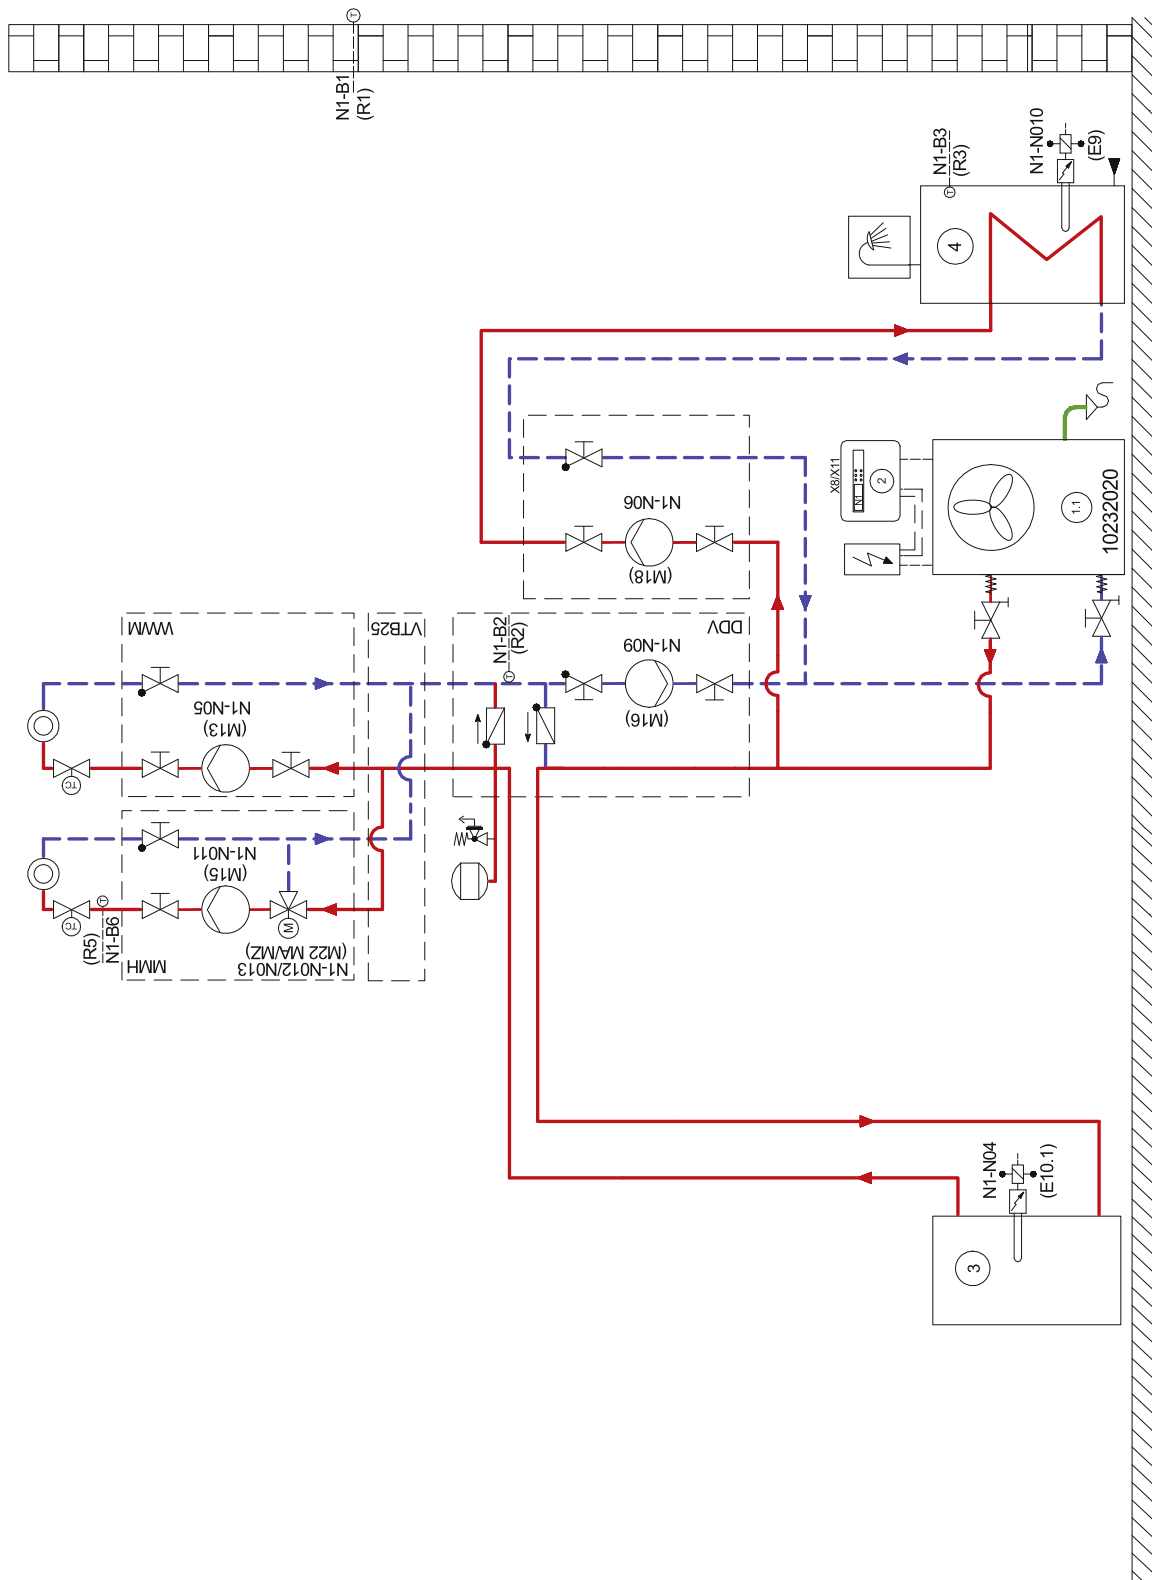 T
N1-B1
(R1)
N1-B3
(R3)
T
N1-N010
(E9)
4
X8/X11
N1
2
1.1
10232020
N1-N06
(M18)
WWM
N1-N05
(M13)
TC
VTB25
N1-B2
(R2)
T
DDV
N1-N09
(M16)
MMH
N1-N011
(M15)
TC
T
(R5)
N1-B6
M
N1-N012/N013
(M22 MA/MZ)
N1-N04
(E10.1)
3